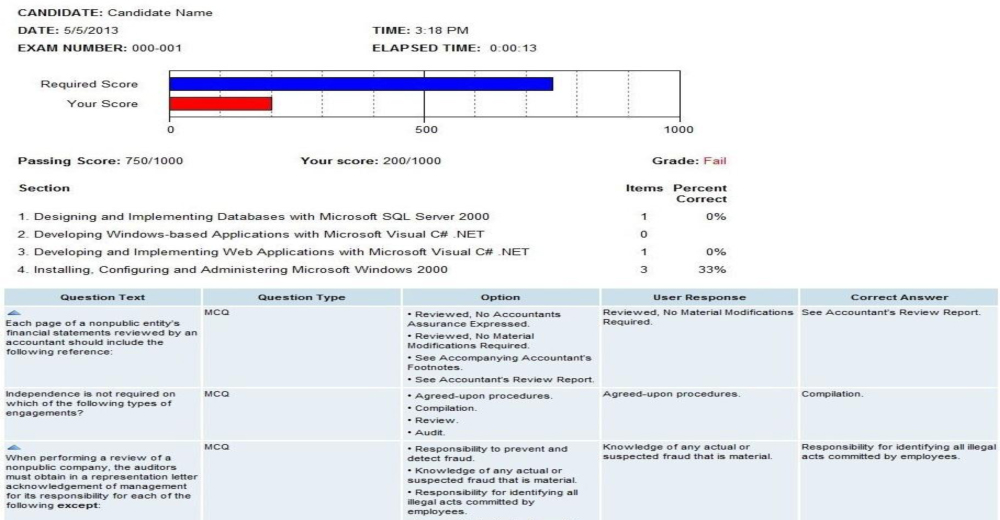 CANDIDATE: Candidate Name
DATE: 5/5/2013
TIME: 3:18 PM
EXAM NUMBER: 000-001
ELAPSED TIME: 0:00:13
Required Score
Your Score
0
500
1000
Passing Score: 750/1000
Your score: 200/1000
Grade: Fail
Section
Items
Percent
Correct
1. Designing and Implementing Databases with Microsoft SQL Server 2000
1
0%
2. Developing Windows-based Applications with Microsoft Visual C# .NET
0
3. Developing and Implementing Web Applications with Microsoft Visual C# .NET
1
0%
4. Installing, Configuring and Administering Microsoft Windows 2000
3
33%
Question Text
Question Type
Option
User Response
Correct Answer
Each page of a nonpublic entity's
financial statements reviewed by an
accountant should include the
following reference:
MCQ
• Reviewed, No Accountants
Assurance Expressed.
• Reviewed, No Material
Modifications Required.
• See Accompanying Accountant's
Footnotes.
• See Accountant's Review Report.
Reviewed, No Material Modifications
Required.
See Accountant's Review Report.
Independence is not required on
which of the following types of
engagements?
MCQ
• Agreed-upon procedures.
• Compilation.
• Review.
• Audit.
Agreed-upon procedures.
Compilation.
When performing a review of a
nonpublic company, the auditors
must obtain in a representation letter
acknowledgement of management
for its responsibility for each of the
following except:
MCQ
• Responsibility to prevent and
detect fraud.
• Knowledge of any actual or
suspected fraud that is material.
• Responsibility for identifying all
illegal acts committed by
employees.
Knowledge of any actual or
suspected fraud that is material.
Responsibility for identifying all illegal
acts committed by employees.